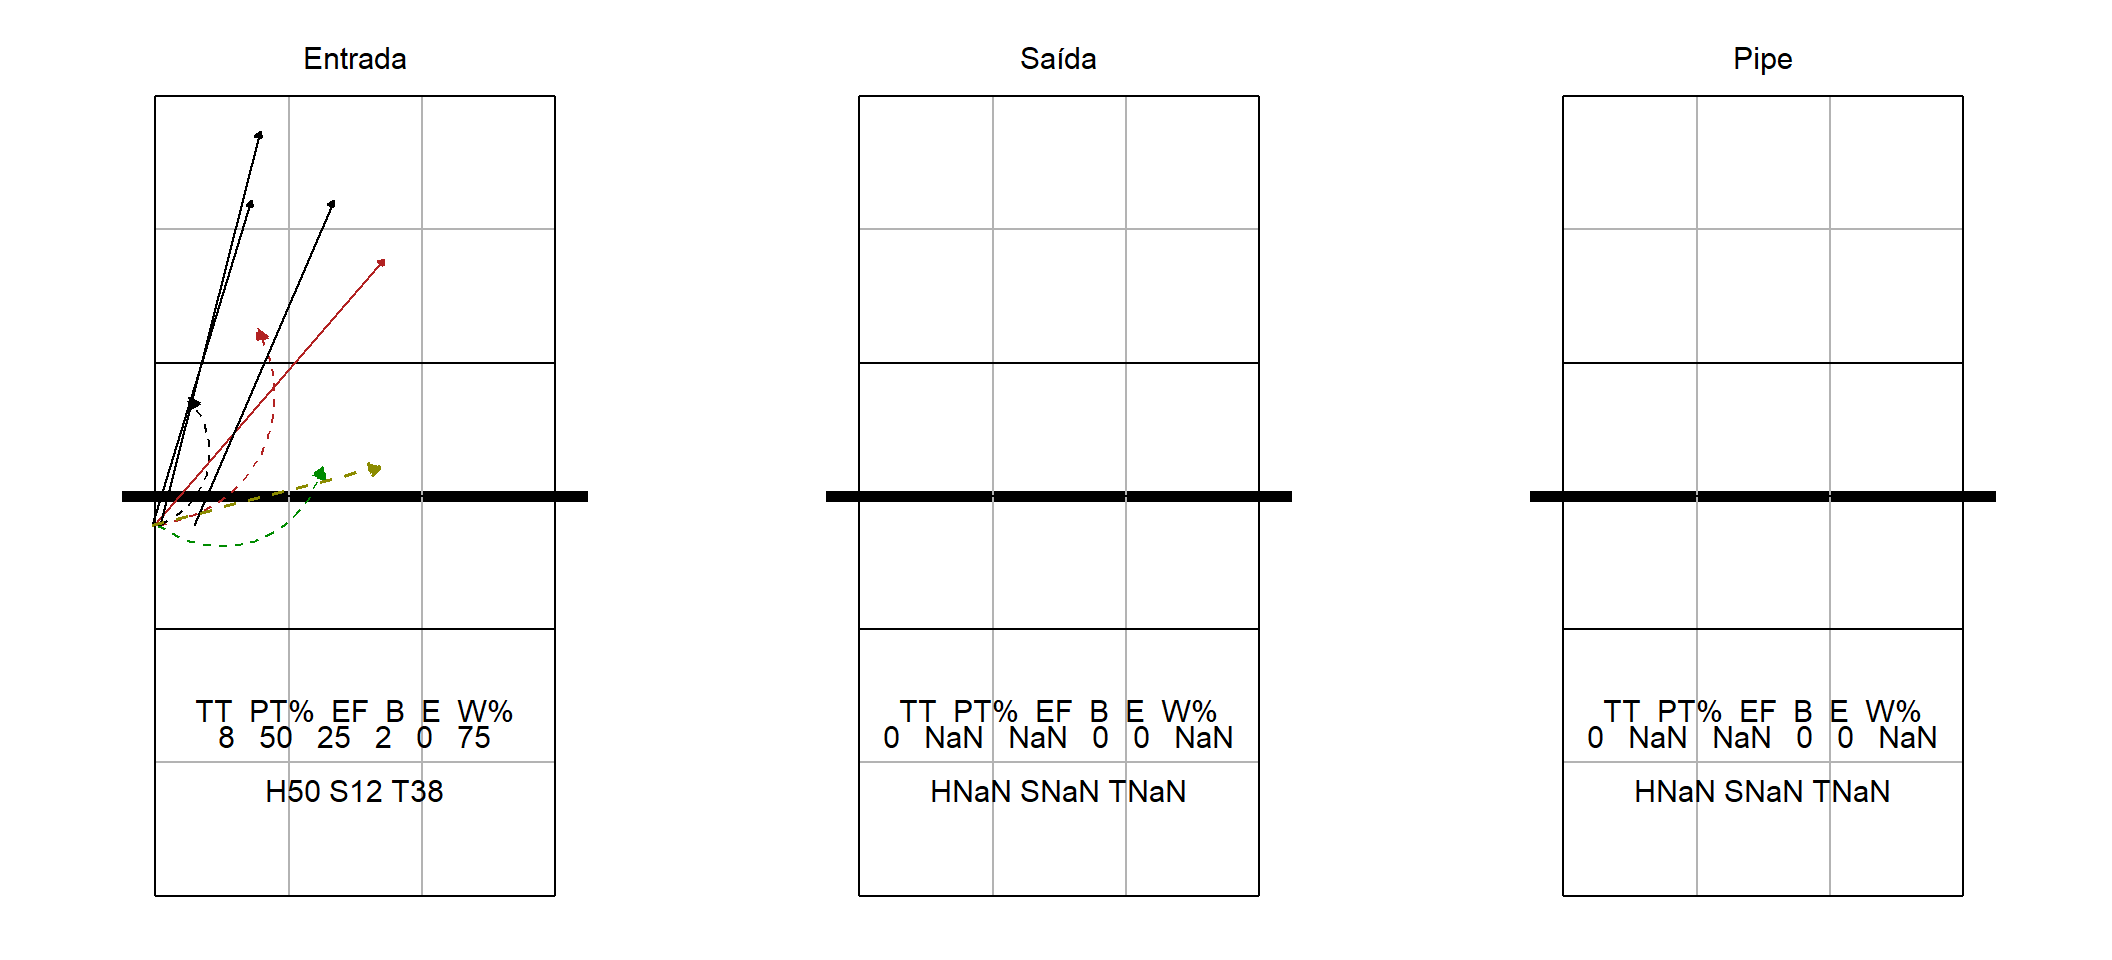 Entrada
TT PT% EF B E W%
8 50 25 2 0 75
H50 S12 T38
Saída
TT PT% EF B E W%
0 NaN NaN 0 0 NaN
HNaN SNaN TNaN
Pipe
TT PT% EF B E W%
0 NaN NaN 0 0 NaN
HNaN SNaN TNaN